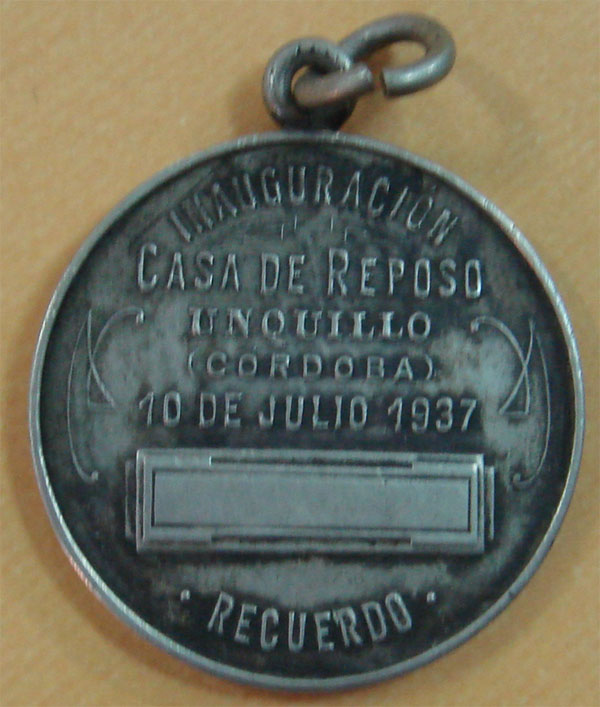 INAUGURACIÓN
CASA DE REPOSO
UNQUILLO
(CORDOBA)
10 DE JULIO 1937
· RECUERDO ·